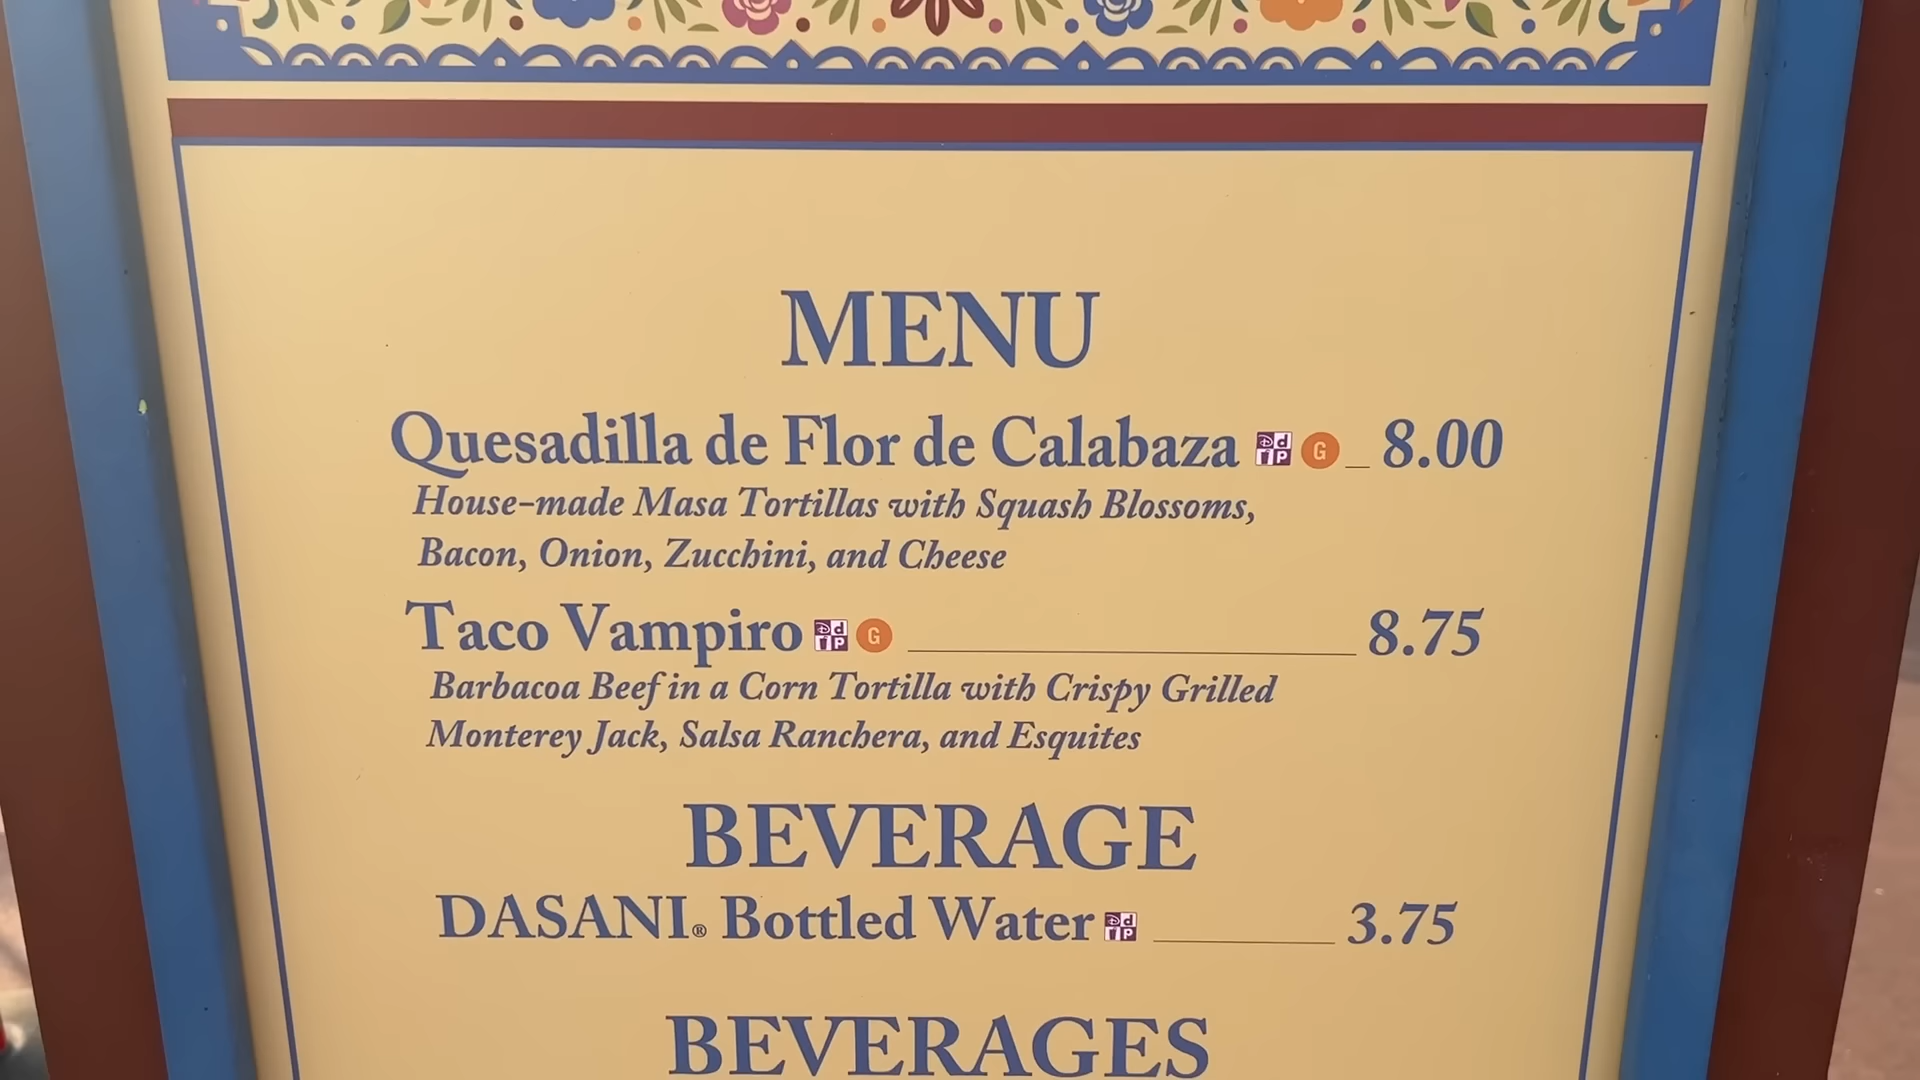 MENU
Quesadilla de Flor de Calabaza G 8.00
House-made Masa Tortillas with Squash Blossoms,
Bacon, Onion, Zucchini, and Cheese
Taco Vampiro G 8.75
Barbacoa Beef in a Corn Tortilla with Crispy Grilled
Monterey Jack, Salsa Ranchera, and Esquites
BEVERAGE
DASANI® Bottled Water 3.75
BEVERAGES